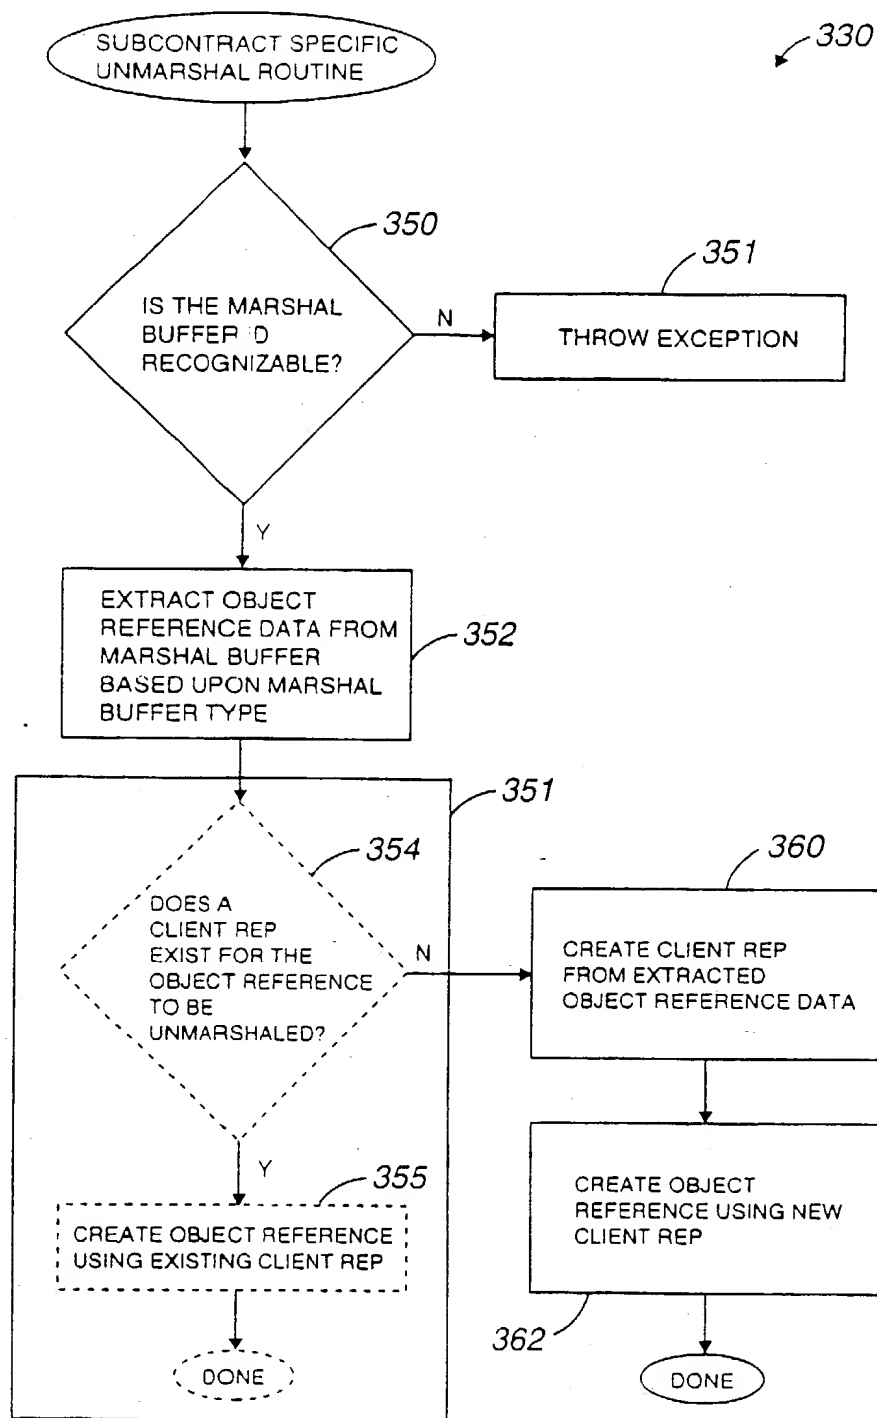 SUBCONTRACT SPECIFIC
UNMARSHAL ROUTINE
330
350
IS THE MARSHAL
BUFFER ID
RECOGNIZABLE?
N
351
THROW EXCEPTION
Y
EXTRACT OBJECT
REFERENCE DATA FROM
MARSHAL BUFFER
BASED UPON MARSHAL
BUFFER TYPE
352
351
354
DOES A
CLIENT REP
EXIST FOR THE
OBJECT REFERENCE
TO BE
UNMARSHALED?
N
360
CREATE CLIENT REP
FROM EXTRACTED
OBJECT REFERENCE DATA
Y
355
CREATE OBJECT REFERENCE
USING EXISTING CLIENT REP
CREATE OBJECT
REFERENCE USING NEW
CLIENT REP
362
DONE
DONE